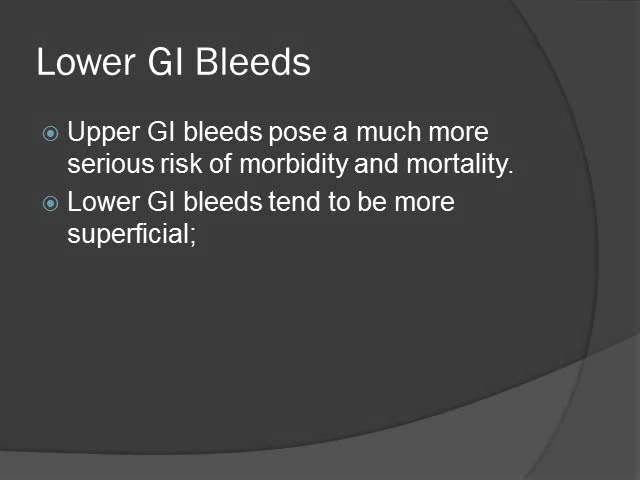 Lower GI Bleeds
Upper GI bleeds pose a much more
serious risk of morbidity and mortality.
Lower GI bleeds tend to be more
superficial;